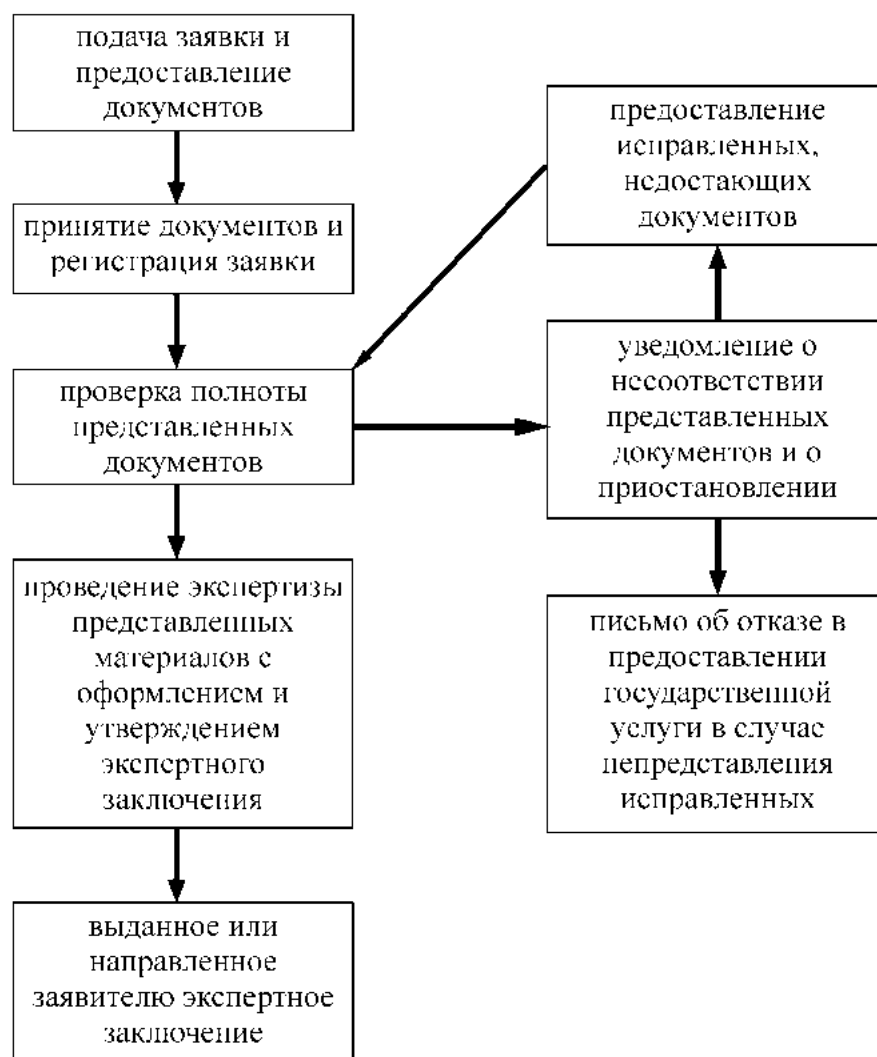 подача заявки и
предоставление
документов
принятие документов и
регистрация заявки
проверка полноты
представленных
документов
проведение экспертизы
представленных
материалов с
оформлением и
утверждением
экспертного
заключения
выданное или
направленное
заявителю экспертное
заключение
предоставление
исправленных,
недостающих
документов
уведомление о
несоответствии
представленных
документов и о
приостановлении
письмо об отказе в
предоставлении
государственной
услуги в случае
непредставления
исправленных